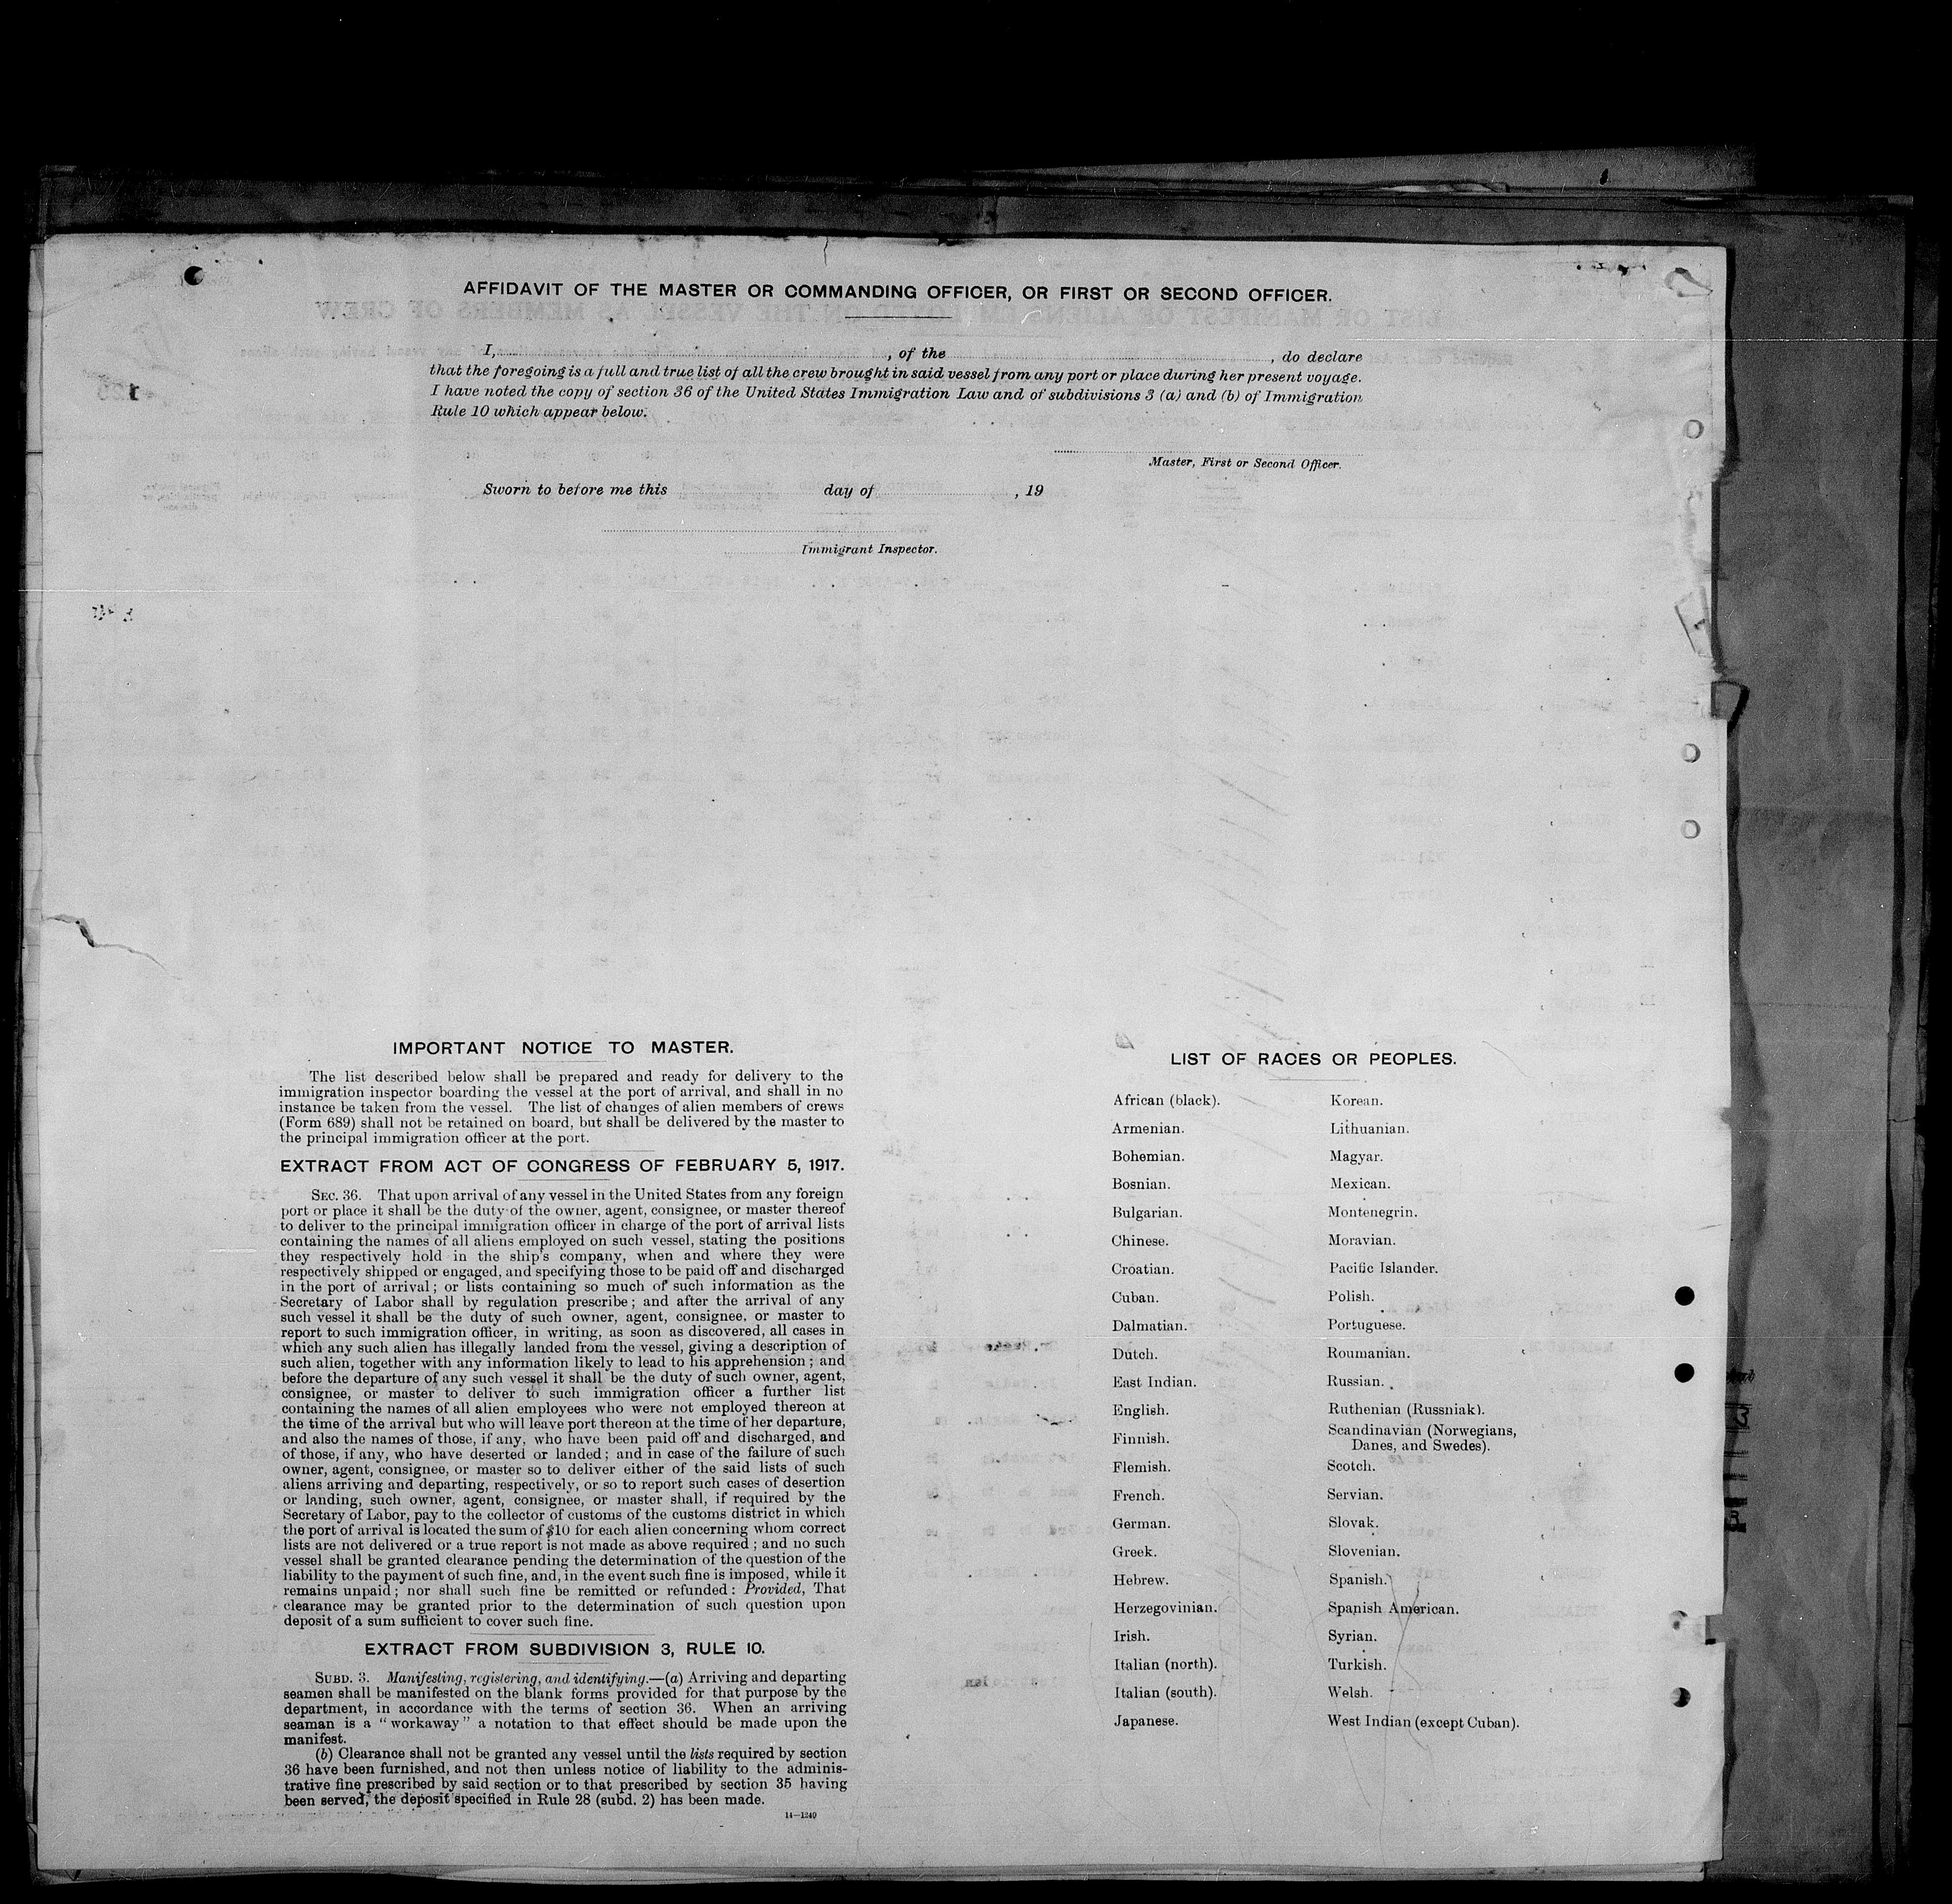 AFFIDAVIT OF THE MASTER OR COMMANDING OFFICER, OR FIRST OR SECOND OFFICER.
I, , of the , do declare
that the foregoing is a full and true list of all the crew brought in said vessel from any port or place during her present voyage.
I have noted the copy of section 36 of the United States Immigration Law and of subdivisions 3 (a) and (b) of Immigration
Rule 10 which appear below.
Master, First or Second Officer.
Sworn to before me this day of , 19
Immigrant Inspector.
IMPORTANT NOTICE TO MASTER.
The list described below shall be prepared and ready for delivery to the
immigration inspector boarding the vessel at the port of arrival, and shall in no
instance be taken from the vessel. The list of changes of alien members of crews
(Form 689) shall not be retained on board, but shall be delivered by the master to
the principal immigration officer at the port.
EXTRACT FROM ACT OF CONGRESS OF FEBRUARY 5, 1917.
SEC. 36. That upon arrival of any vessel in the United States from any foreign
port or place it shall be the duty of the owner, agent, consignee, or master thereof
to deliver to the principal immigration officer in charge of the port of arrival lists
containing the names of all aliens employed on such vessel, stating the positions
they respectively hold in the ship's company, when and where they were
respectively shipped or engaged, and specifying those to be paid off and discharged
in the port of arrival; or lists containing so much of such information as the
Secretary of Labor shall by regulation prescribe; and after the arrival of any
such vessel it shall be the duty of such owner, agent, consignee, or master to
report to such immigration officer, in writing, as soon as discovered, all cases in
which any such alien has illegally landed from the vessel, giving a description of
such alien, together with any information likely to lead to his apprehension; and
before the departure of any such vessel it shall be the duty of such owner, agent,
consignee, or master to deliver to such immigration officer a further list
containing the names of all alien employees who were not employed thereon at
the time of the arrival but who will leave port thereon at the time of her departure,
and also the names of those, if any, who have been paid off and discharged, and
of those, if any, who have deserted or landed; and in case of the failure of such
owner, agent, consignee, or master so to deliver either of the said lists of such
aliens arriving and departing, respectively, or so to report such cases of desertion
or landing, such owner, agent, consignee, or master shall, if required by the
Secretary of Labor, pay to the collector of customs of the customs district in which
the port of arrival is located the sum of $10 for each alien concerning whom correct
lists are not delivered or a true report is not made as above required; and no such
vessel shall be granted clearance pending the determination of the question of the
liability to the payment of such fine, and, in the event such fine is imposed, while it
remains unpaid; nor shall such fine be remitted or refunded: Provided, That
clearance may be granted prior to the determination of such question upon
deposit of a sum sufficient to cover such fine.
EXTRACT FROM SUBDIVISION 3, RULE 10.
SUBD. 3. Manifesting, registering, and identifying.—(a) Arriving and departing
seamen shall be manifested on the blank forms provided for that purpose by the
department, in accordance with the terms of section 36. When an arriving
seaman is a "workaway" a notation to that effect should be made upon the
manifest.
(b) Clearance shall not be granted any vessel until the lists required by section
36 have been furnished, and not then unless notice of liability to the adminis-
trative fine prescribed by said section or to that prescribed by section 35 having
been served, the deposit specified in Rule 28 (subd. 2) has been made.
14—1240
LIST OF RACES OR PEOPLES.
African (black).
Armenian.
Bohemian.
Bosnian.
Bulgarian.
Chinese.
Croatian.
Cuban.
Dalmatian.
Dutch.
East Indian.
English.
Finnish.
Flemish.
French.
German.
Greek.
Hebrew.
Herzegovinian.
Irish.
Italian (north).
Italian (south).
Japanese.
Korean.
Lithuanian.
Magyar.
Mexican.
Montenegrin.
Moravian.
Pacific Islander.
Polish.
Portuguese.
Roumanian.
Russian.
Ruthenian (Russniak).
Scandinavian (Norwegians,
Danes, and Swedes).
Scotch.
Servian.
Slovak.
Slovenian.
Spanish.
Spanish American.
Syrian.
Turkish.
Welsh.
West Indian (except Cuban).